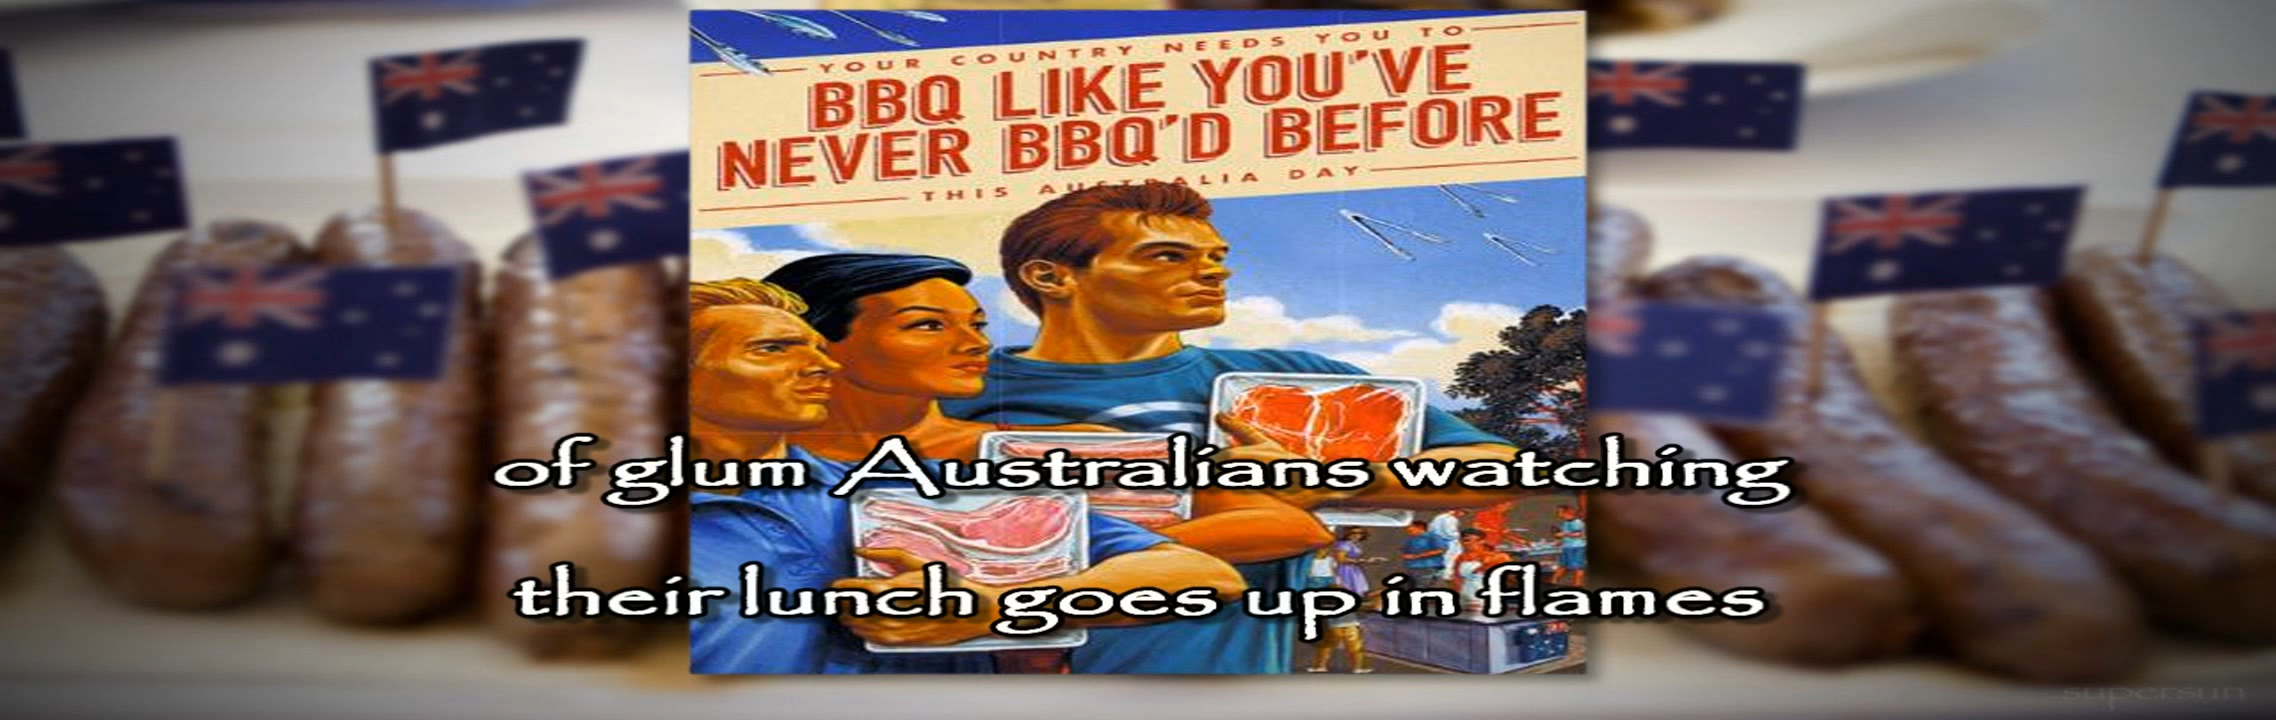 YOUR COUNTRY NEEDS YOU TO
BBQ LIKE YOU'VE
NEVER BBQ'D BEFORE
THIS AUSTRALIA DAY
of glum Australians watching
their lunch goes up in flames
supersun